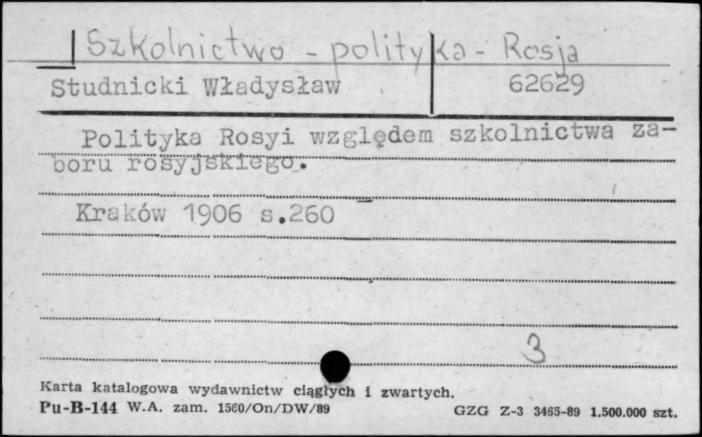 Szkolnictwo - polityka - Rosja
Studnicki Władysław 62629
Polityka Rosyi względem szkolnictwa za-
boru rosyjskiego.
Kraków 1906 s.260
3
Karta katalogowa wydawnictw ciągłych i zwartych.
Pu-B-144 W.A. zam. 1560/On/DW/89 GZG Z-3 3465-89 1.500.000 szt.